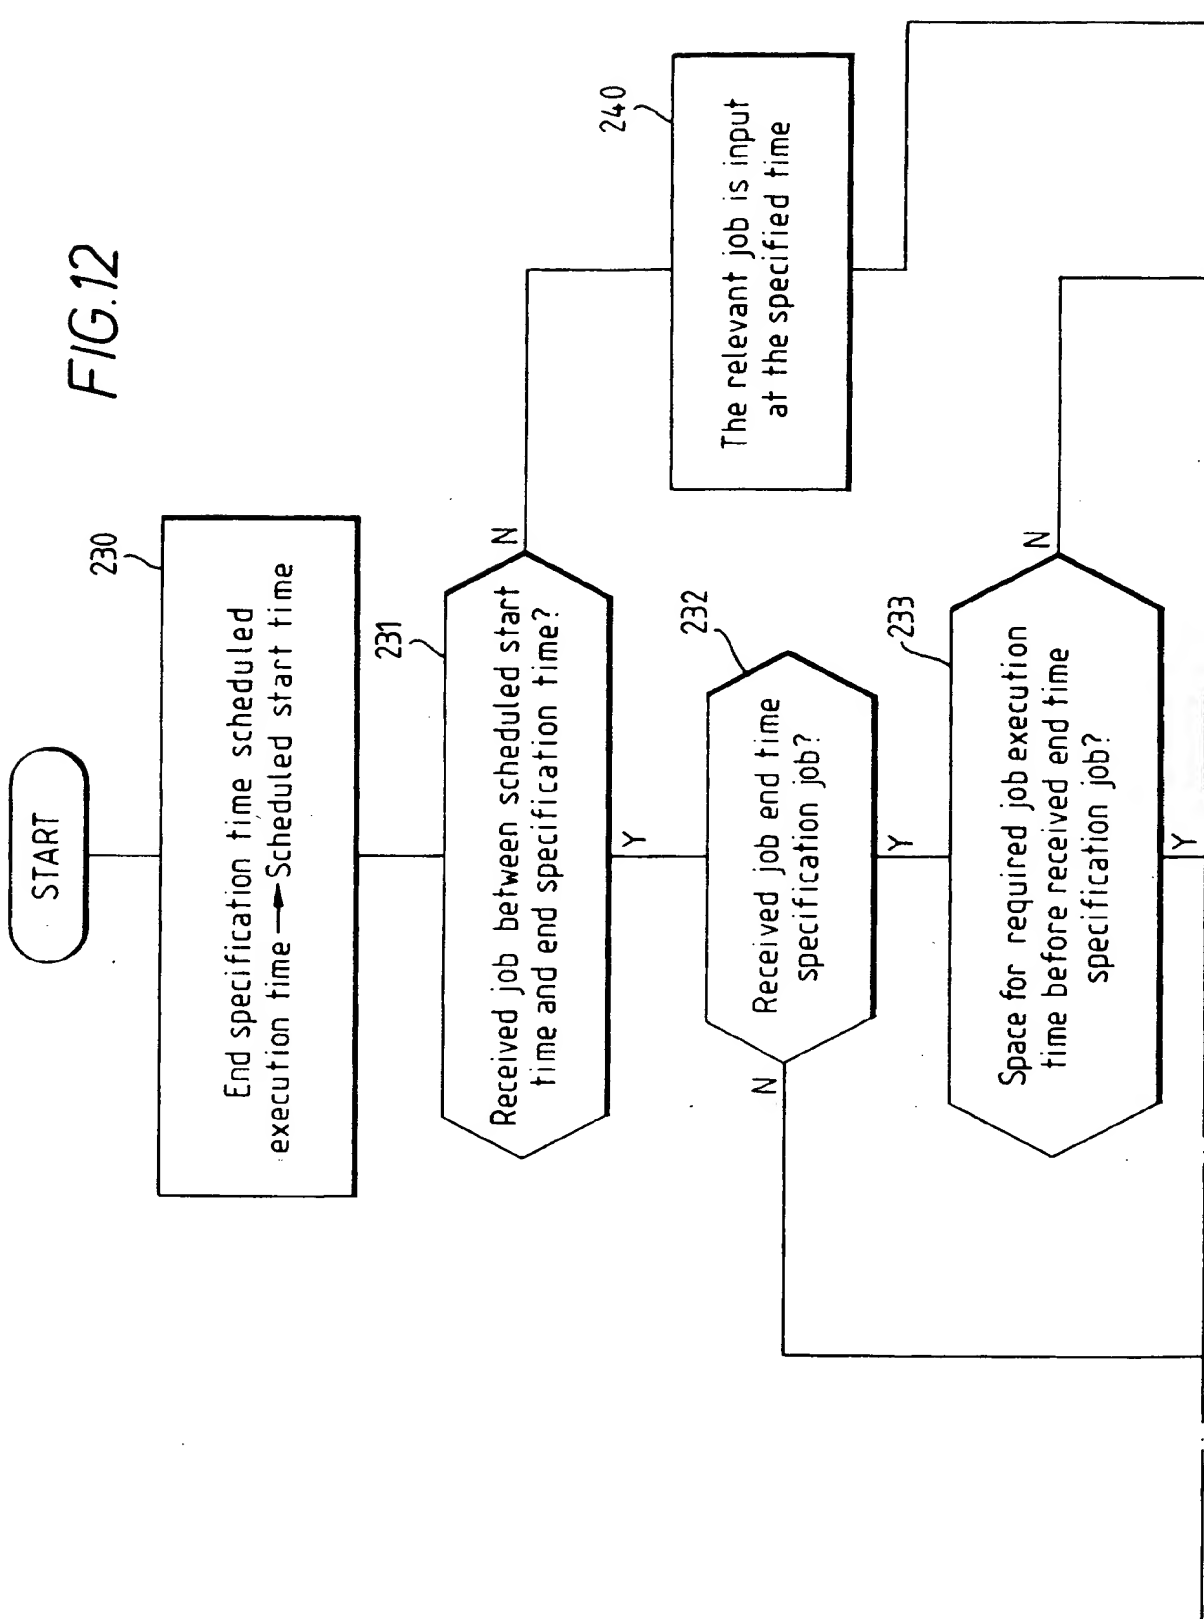 FIG.12
START
230
End specification time scheduled
execution time → Scheduled start time
231
Received job between scheduled start
time and end specification time?
N
Y
240
The relevant job is input
at the specified time
232
Received job end time
specification job?
N
Y
233
Space for required job execution
time before received end time
specification job?
N
Y